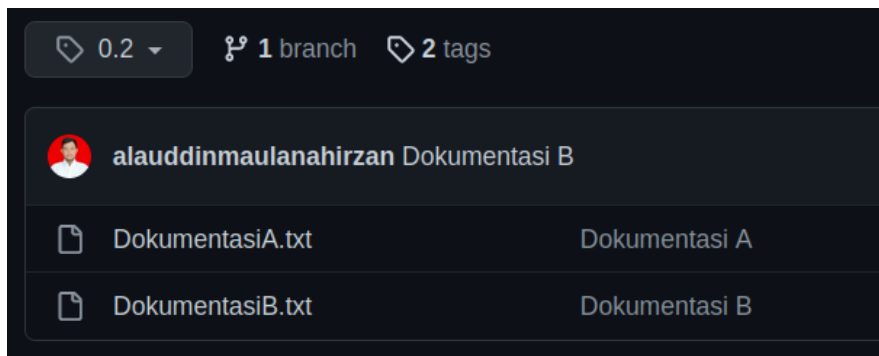 0.2 1 branch 2 tags
alauddinmaulanahirzan Dokumentasi B
DokumentasiA.txt Dokumentasi A
DokumentasiB.txt Dokumentasi B